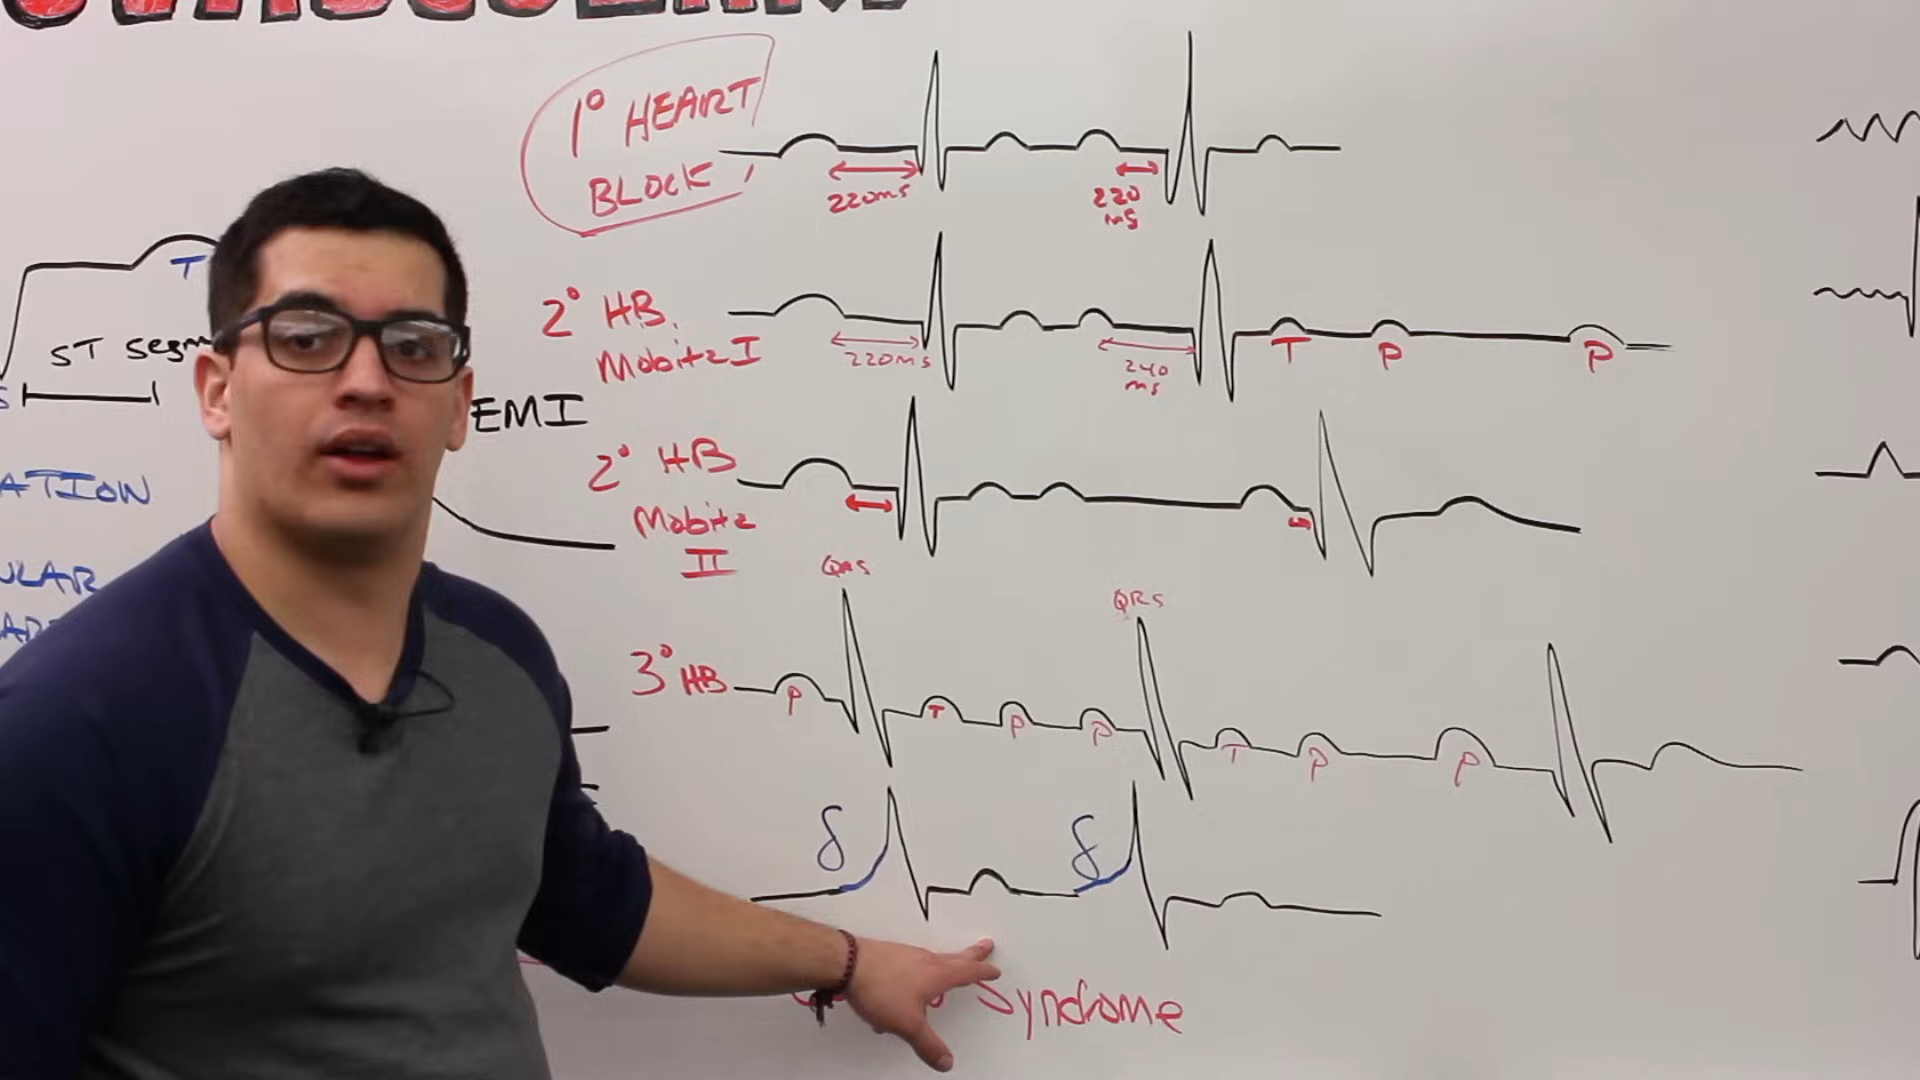 1° HEART
BLOCK
220ms
220
ms
T
ST segm
S
2° HB.
Mobitz I
220ms
240
ms
T
P
P
EMI
ATION
ULAR
2° HB
Mobitz
II
QRS
QRS
3° HB
P
T
P
P
T
P
P
δ
δ
Syndrome